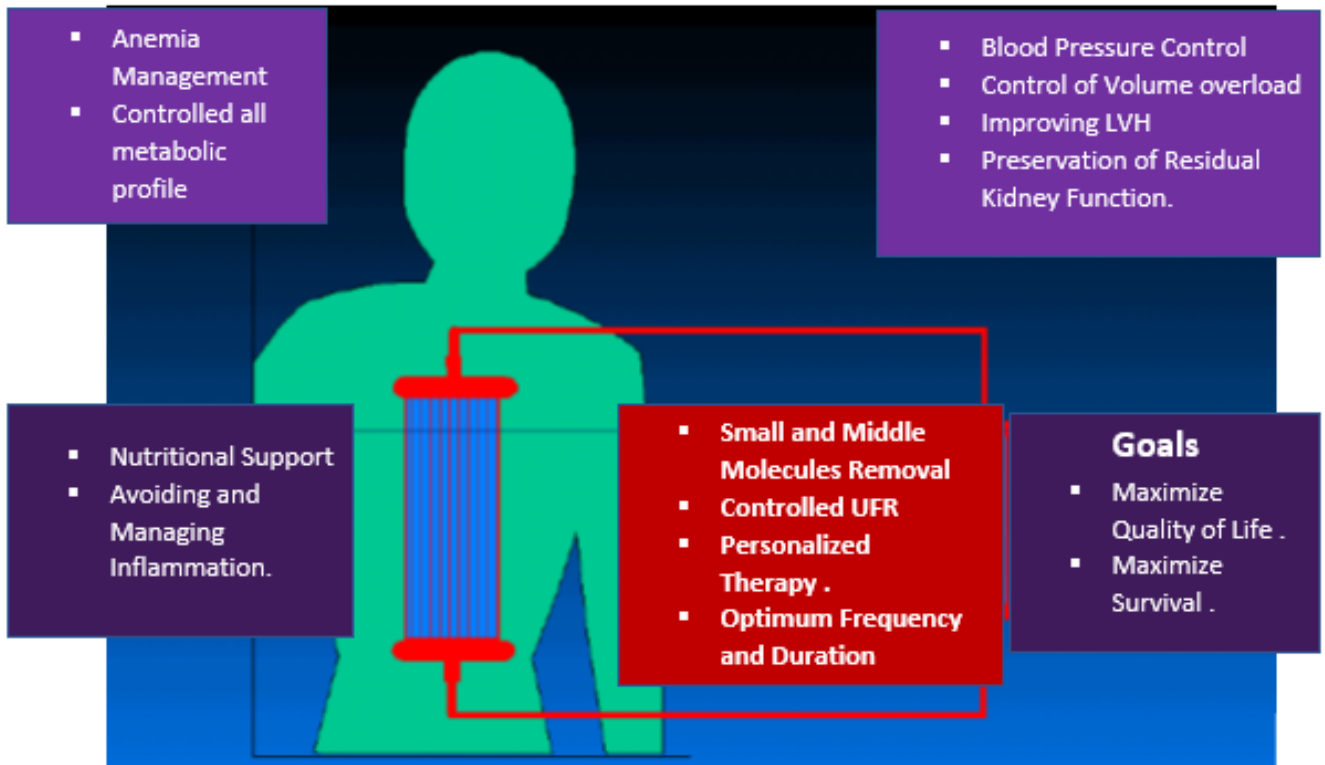 ▪ Anemia
Management
▪ Controlled all
metabolic
profile
▪ Blood Pressure Control
▪ Control of Volume overload
▪ Improving LVH
▪ Preservation of Residual
Kidney Function.
▪ Nutritional Support
▪ Avoiding and
Managing
Inflammation.
▪ Small and Middle
Molecules Removal
▪ Controlled UFR
▪ Personalized
Therapy .
▪ Optimum Frequency
and Duration
Goals
▪ Maximize
Quality of Life .
▪ Maximize
Survival .